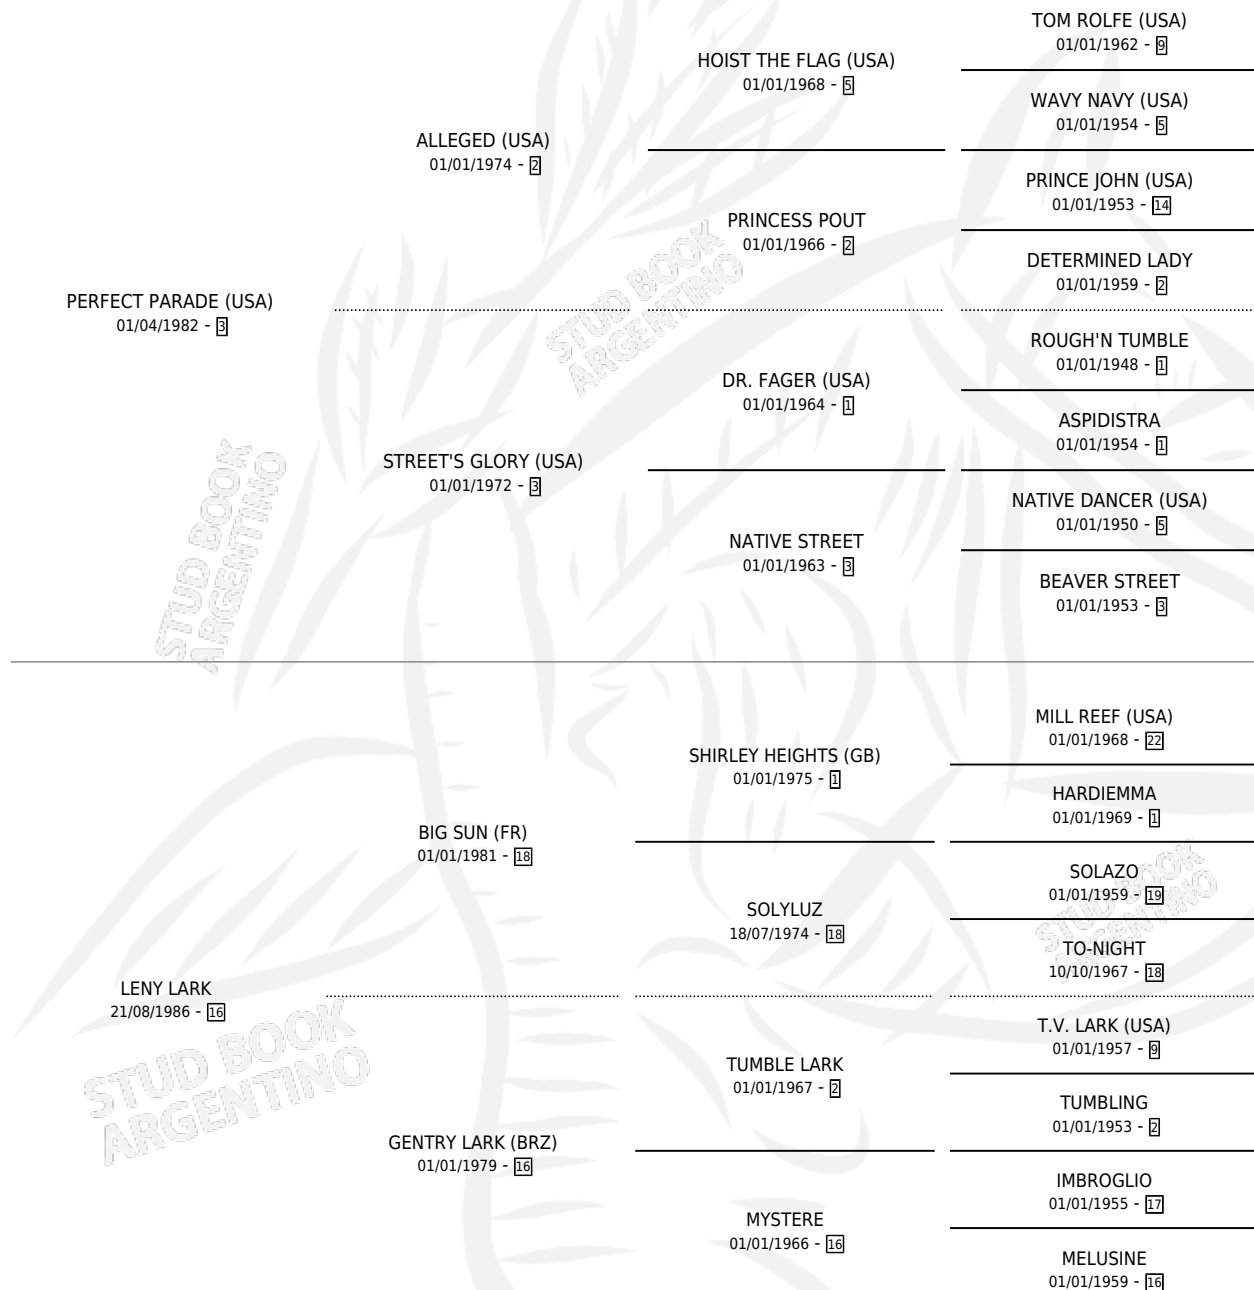 TOM ROLFE (USA)
01/01/1962 - 9
HOIST THE FLAG (USA)
01/01/1968 - 5
WAVY NAVY (USA)
01/01/1954 - 5
ALLEGED (USA)
01/01/1974 - 2
PRINCE JOHN (USA)
01/01/1953 - 14
PRINCESS POUT
01/01/1966 - 2
DETERMINED LADY
01/01/1959 - 2
PERFECT PARADE (USA)
01/04/1982 - 3
ROUGH'N TUMBLE
01/01/1948 - 1
DR. FAGER (USA)
01/01/1964 - 1
ASPIDISTRA
01/01/1954 - 1
STREET'S GLORY (USA)
01/01/1972 - 3
NATIVE DANCER (USA)
01/01/1950 - 5
NATIVE STREET
01/01/1963 - 3
BEAVER STREET
01/01/1953 - 3
MILL REEF (USA)
01/01/1968 - 22
SHIRLEY HEIGHTS (GB)
01/01/1975 - 1
HARDIEMMA
01/01/1969 - 1
BIG SUN (FR)
01/01/1981 - 18
SOLAZO
01/01/1959 - 19
SOLYLUZ
18/07/1974 - 18
TO-NIGHT
10/10/1967 - 18
LENY LARK
21/08/1986 - 16
T.V. LARK (USA)
01/01/1957 - 9
TUMBLE LARK
01/01/1967 - 2
TUMBLING
01/01/1953 - 2
GENTRY LARK (BRZ)
01/01/1979 - 16
IMBROGLIO
01/01/1955 - 17
MYSTERE
01/01/1966 - 16
MELUSINE
01/01/1959 - 16
STUD BOOK
ARGENTINO
STUD BOOK
ARGENTINO
STUD BOOK
ARGENTINO
STUD BOOK
ARGENTINO